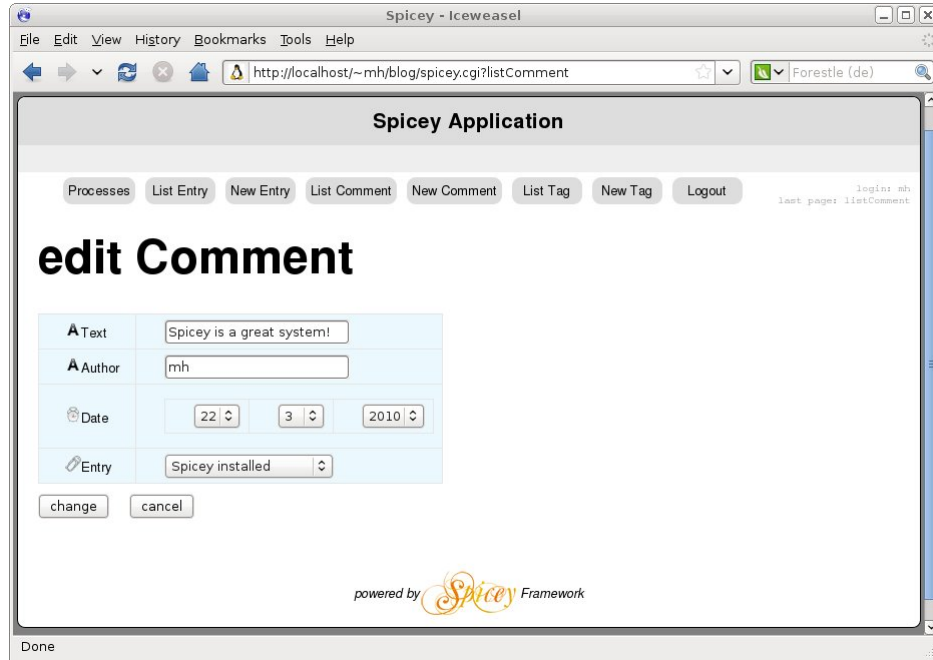 Spicey - Iceweasel
File Edit View History Bookmarks Tools Help
http://localhost/~mh/blog/spicey.cgi?listComment Forestle (de)
Spicey Application
Processes List Entry New Entry List Comment New Comment List Tag New Tag Logout
login: mh
last page: listComment
edit Comment
Text Spicey is a great system!
Author mh
Date 22 3 2010
Entry Spicey installed
change cancel
powered by Spicey Framework
Done